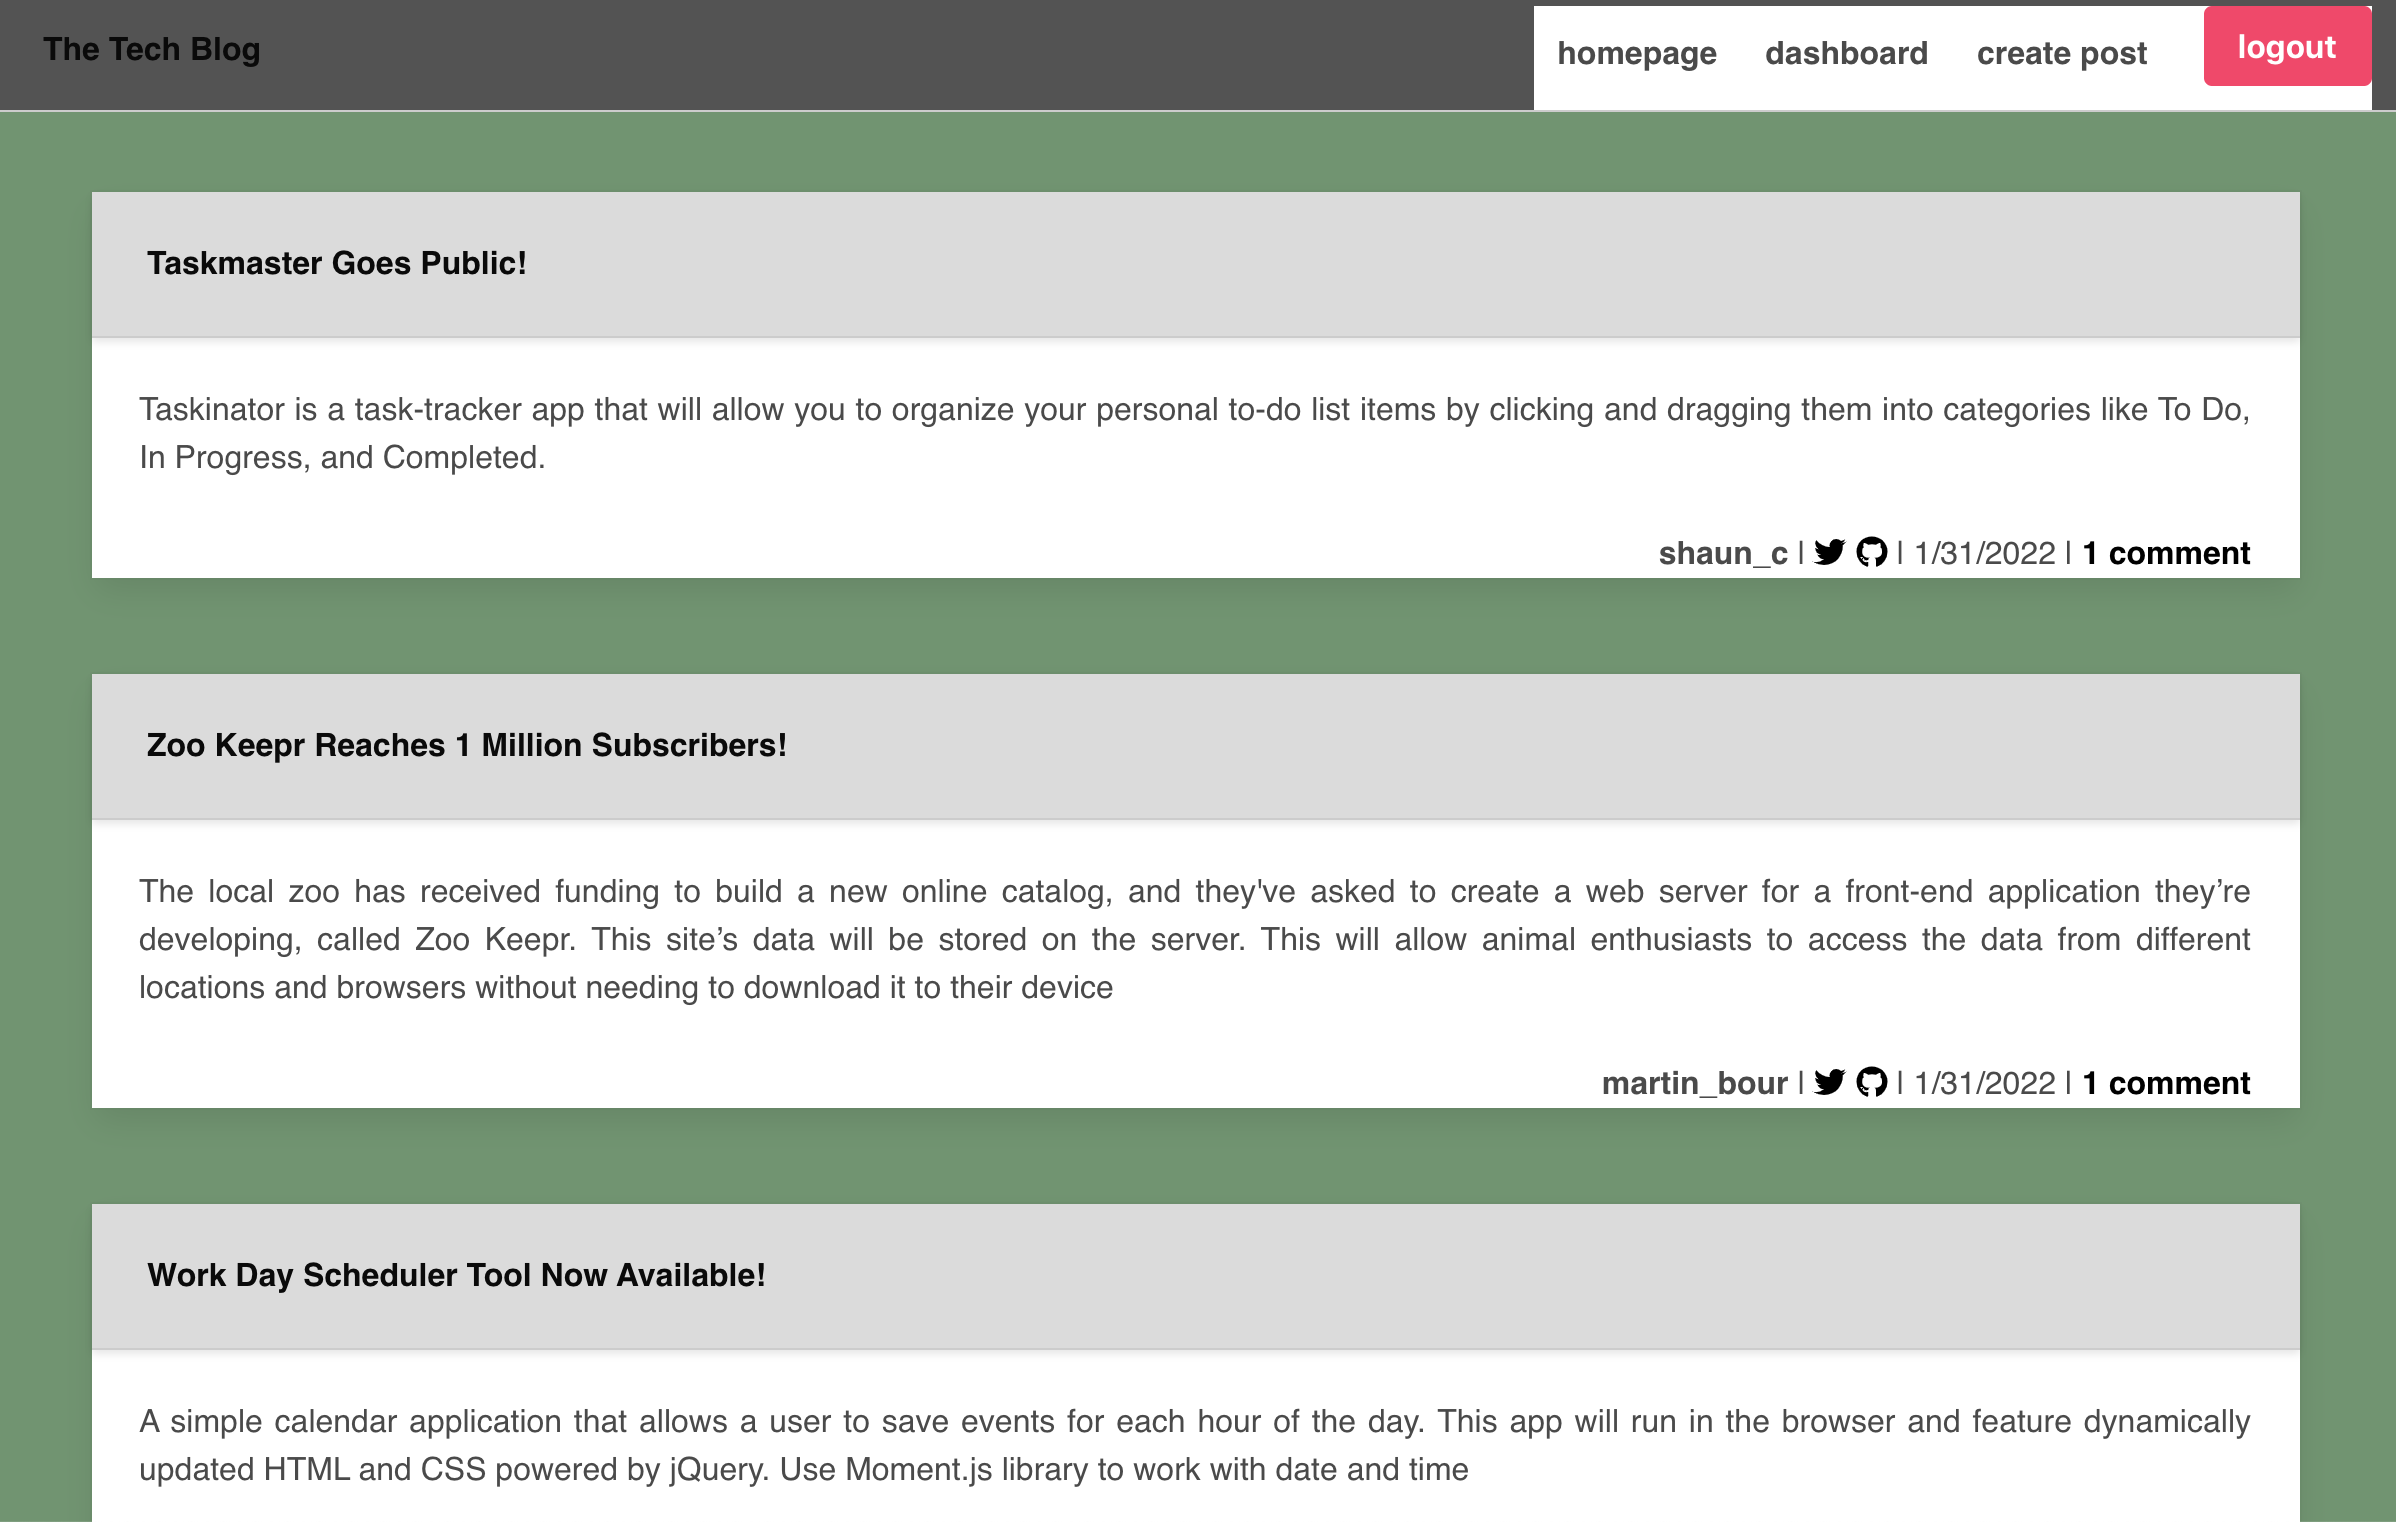 The Tech Blog
homepage dashboard create post logout
Taskmaster Goes Public!
Taskinator is a task-tracker app that will allow you to organize your personal to-do list items by clicking and dragging them into categories like To Do,
In Progress, and Completed.
shaun_c | | 1/31/2022 | 1 comment
Zoo Keepr Reaches 1 Million Subscribers!
The local zoo has received funding to build a new online catalog, and they've asked to create a web server for a front-end application they’re
developing, called Zoo Keepr. This site’s data will be stored on the server. This will allow animal enthusiasts to access the data from different
locations and browsers without needing to download it to their device
martin_bour | | 1/31/2022 | 1 comment
Work Day Scheduler Tool Now Available!
A simple calendar application that allows a user to save events for each hour of the day. This app will run in the browser and feature dynamically
updated HTML and CSS powered by jQuery. Use Moment.js library to work with date and time